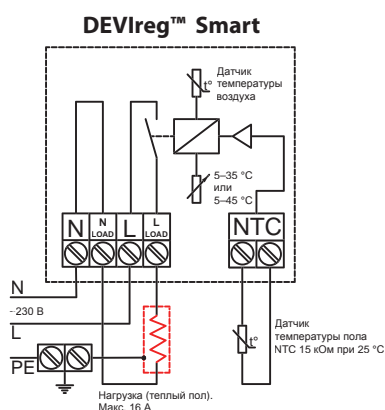 DEVIreg™ Smart
Датчик
температуры
воздуха
t°
5–35 °C
или
5–45 °C
N
N
LOAD
L
L
LOAD
NTC
N
~230 В
L
PE
t°
Датчик
температуры пола
NTC 15 кОм при 25 °C
Нагрузка (теплый пол).
Макс. 16 А